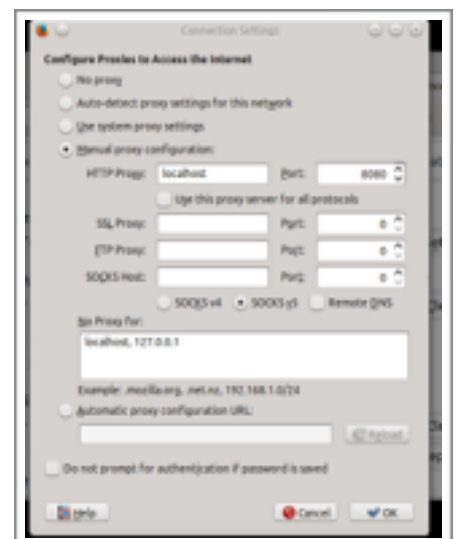 Connection Settings
Configure Proxies to Access the Internet
No proxy
Auto-detect proxy settings for this network
Use system proxy settings
Manual proxy configuration:
HTTP Proxy: localhost Port: 8080
Use this proxy server for all protocols
SSL Proxy: Port: 0
FTP Proxy: Port: 0
SOCKS Host: Port: 0
SOCKS v4 SOCKS v5 Remote DNS
No Proxy for:
localhost, 127.0.0.1
Example: .mozilla.org, .net.nz, 192.168.1.0/24
Automatic proxy configuration URL:
Reload
Do not prompt for authentication if password is saved
Help Cancel OK